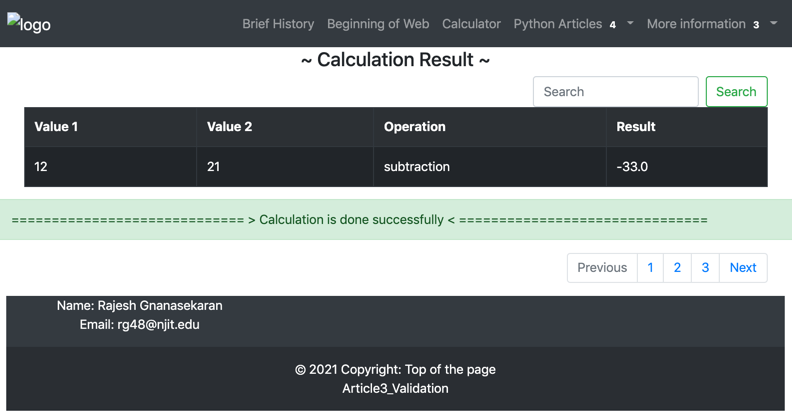 logo Brief History Beginning of Web Calculator Python Articles 4 More information 3
~ Calculation Result ~
Search Search
Value 1 Value 2 Operation Result
12 21 subtraction -33.0
============================= > Calculation is done successfully < ===============================
Previous 1 2 3 Next
Name: Rajesh Gnanasekaran
Email: rg48@njit.edu
© 2021 Copyright: Top of the page
Article3_Validation